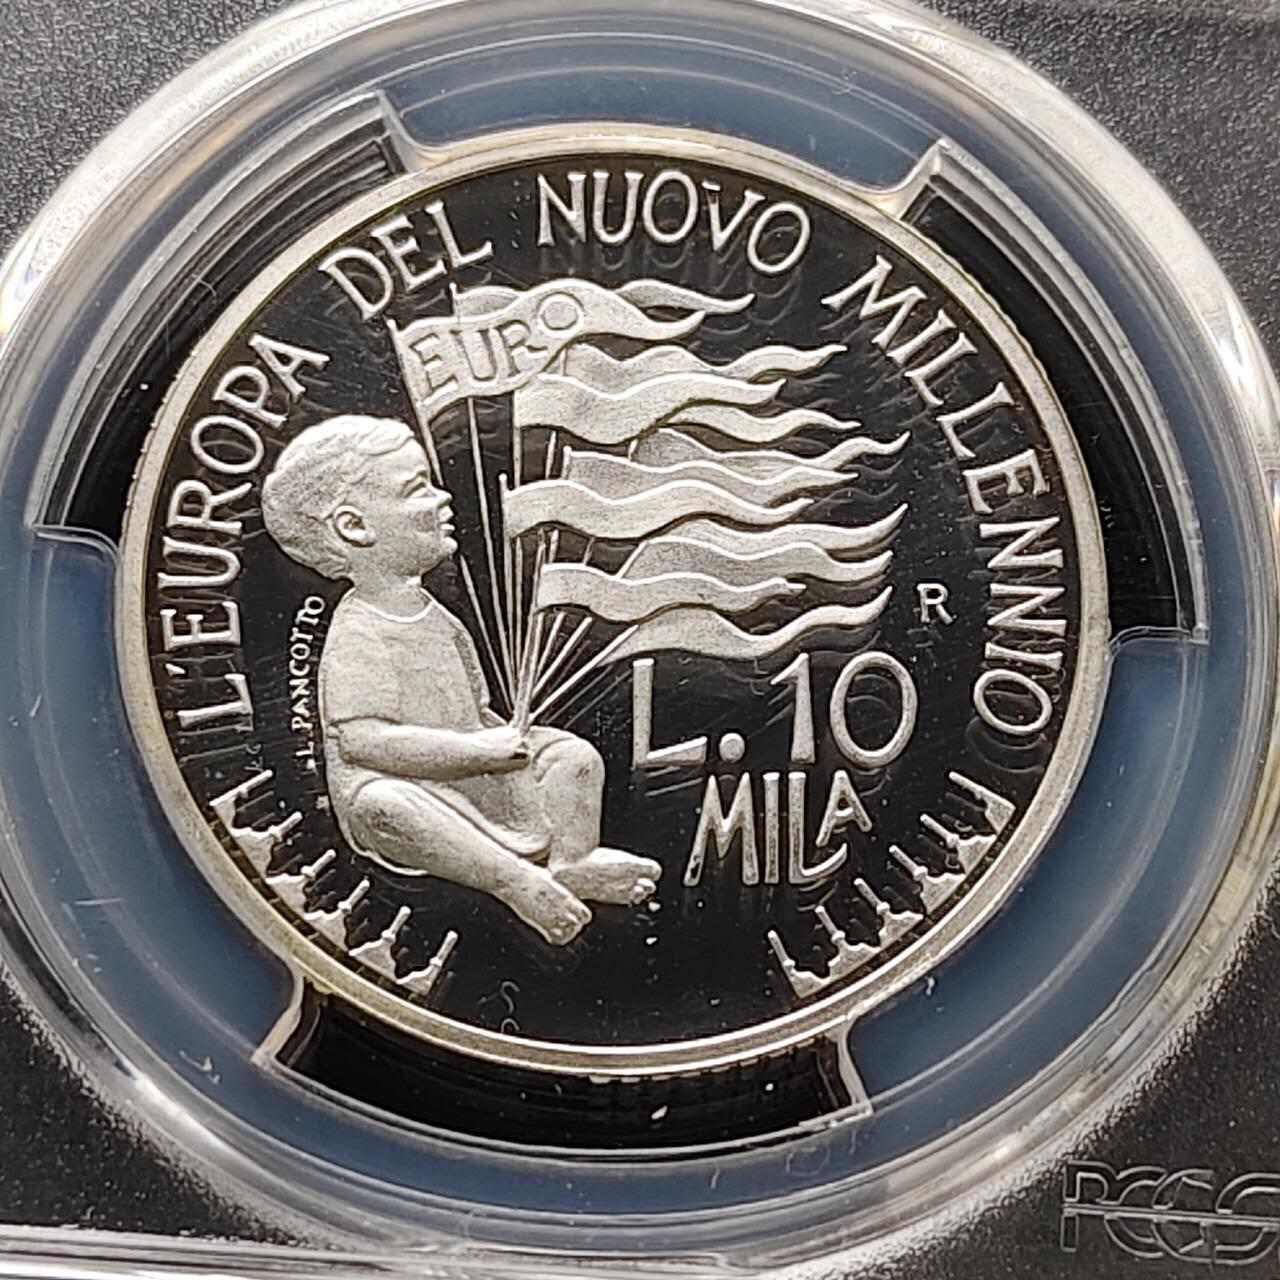 L'EUROPA DEL NUOVO MILLENNIO
EURO
R
L. PANCOTTO
L. 10
MILA
PCGS